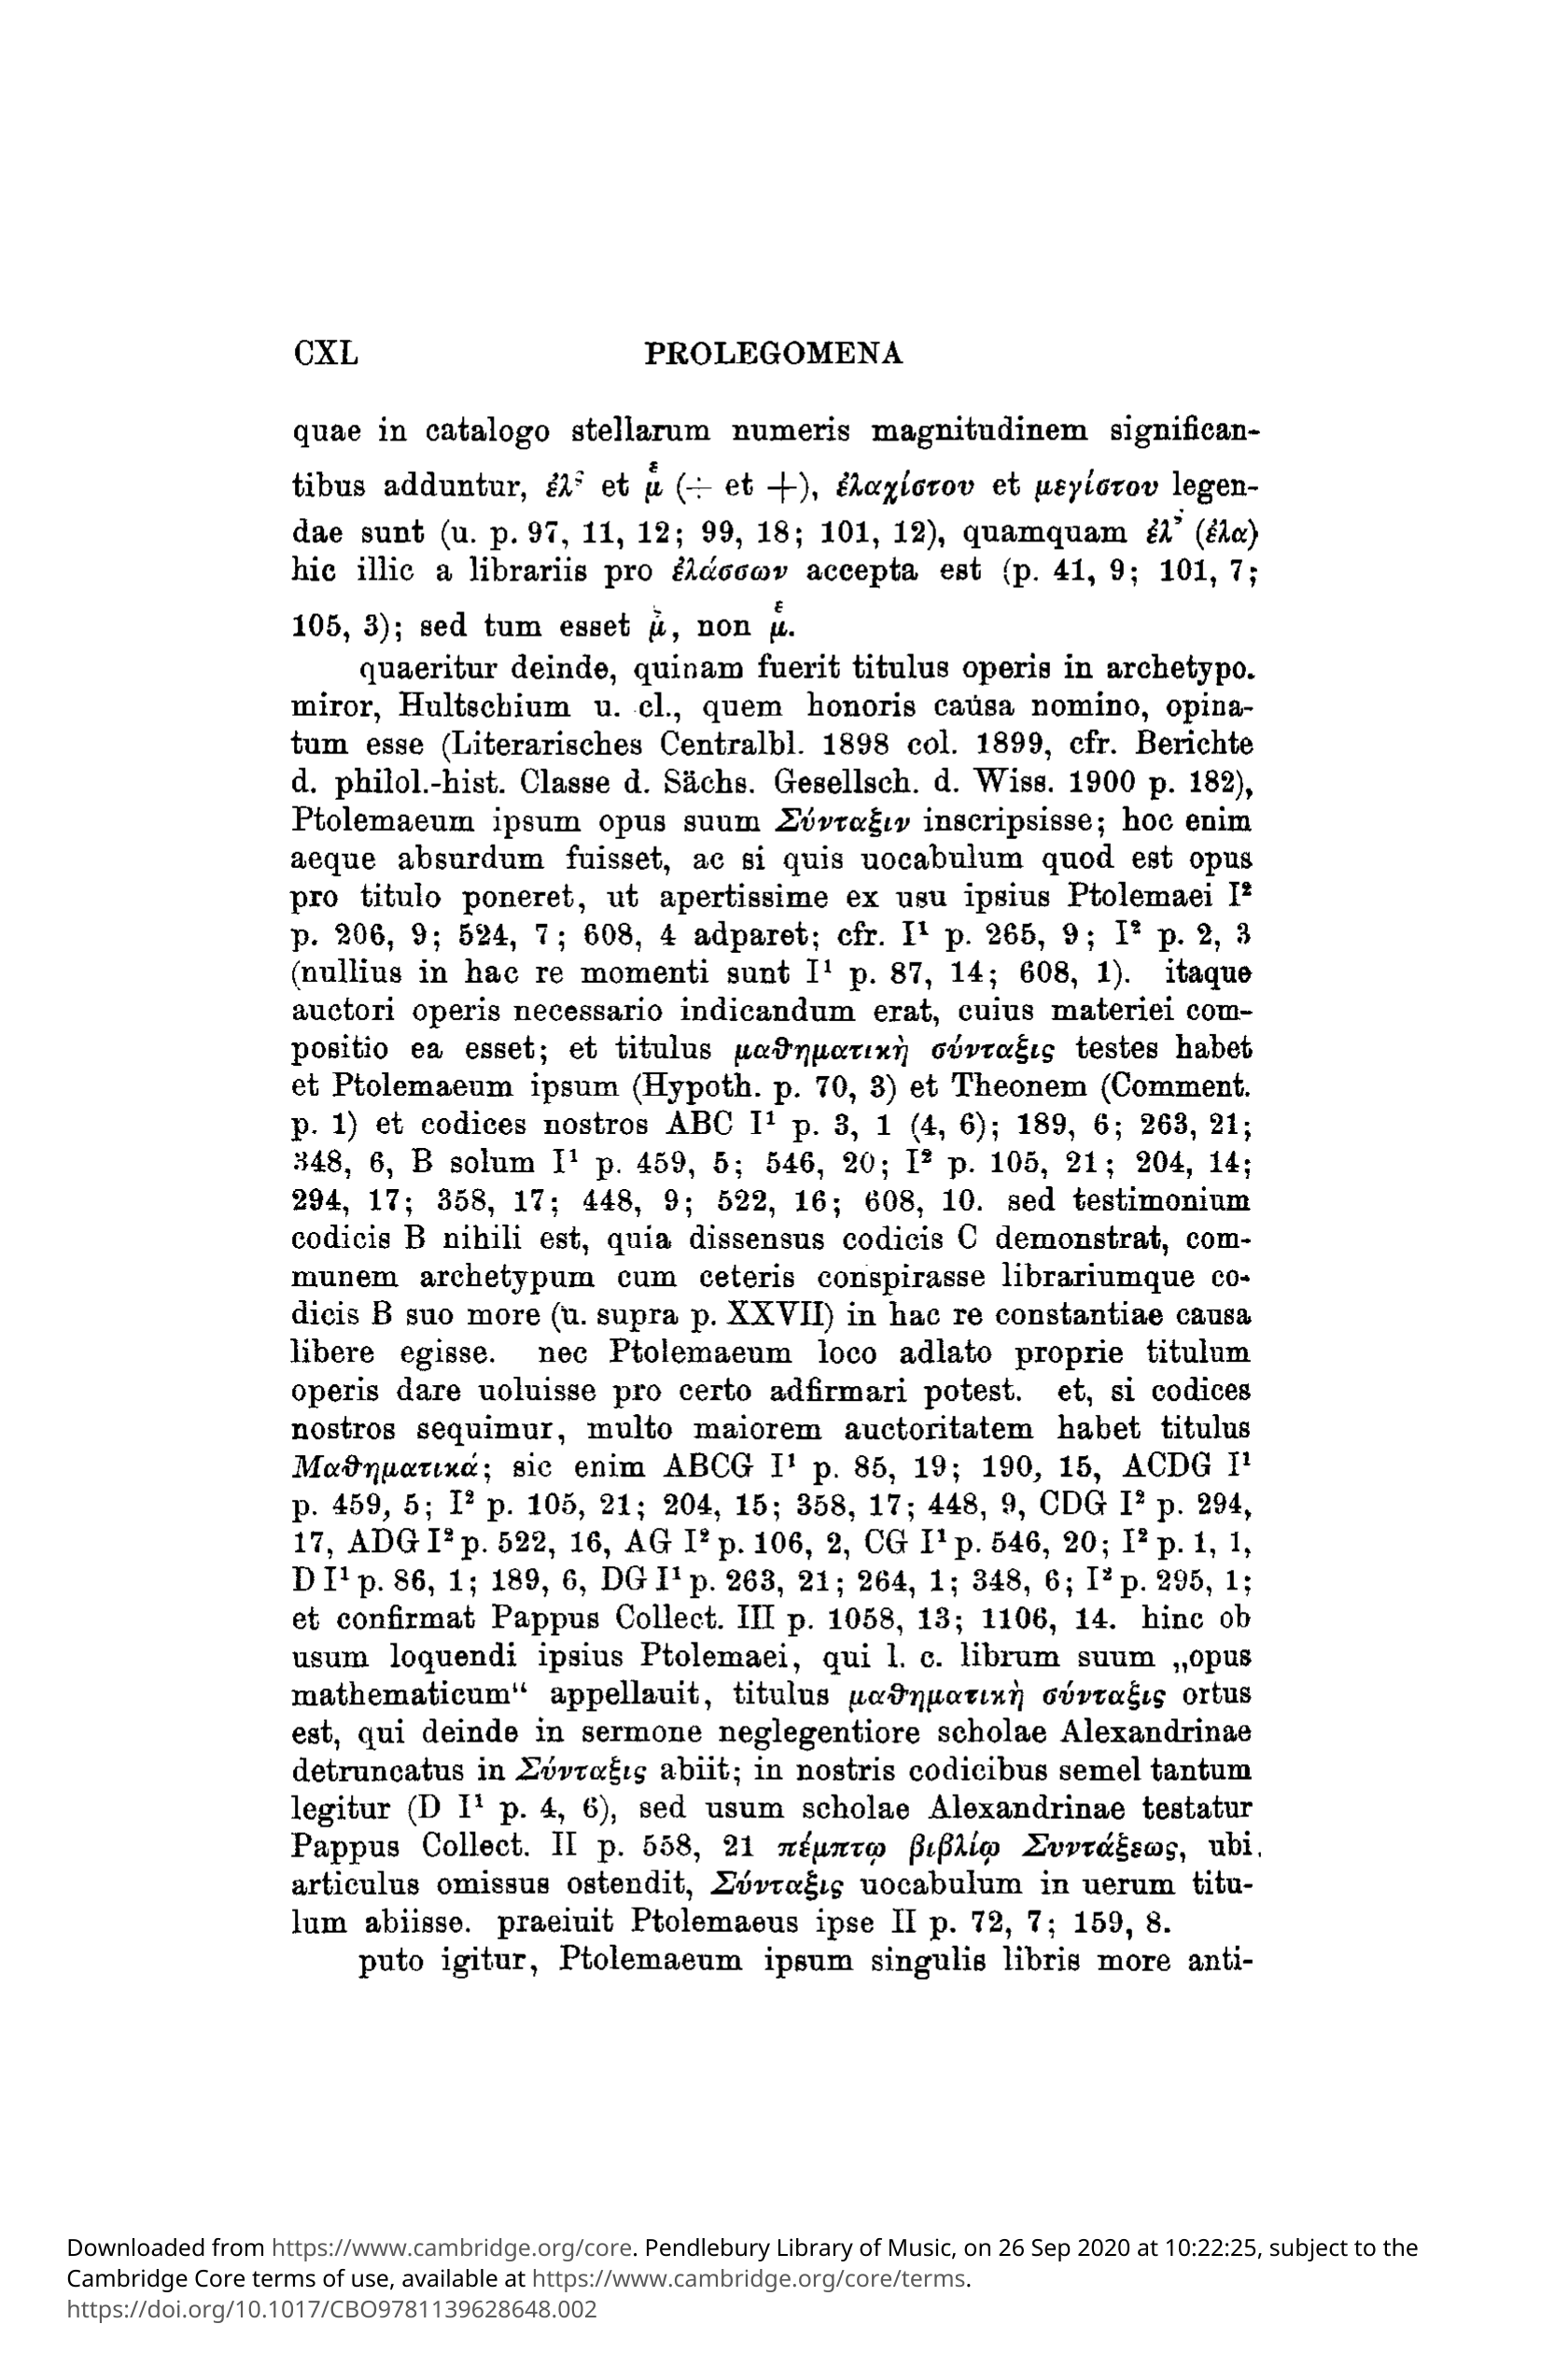 CXL PROLEGOMENA
quae in catalogo stellarum numeris magnitudinem significan-
tibus adduntur, ἐλς et μ̊ε (÷ et +), ἐλαχίστου et μεγίστου legen-
dae sunt (u. p. 97, 11, 12; 99, 18; 101, 12), quamquam ἐλ᾽ (ἐλα)
hic illic a librariis pro ἐλάσσων accepta est (p. 41, 9; 101, 7;
105, 3); sed tum esset μ̀, non με.
quaeritur deinde, quinam fuerit titulus operis in archetypo.
miror, Hultschium u. cl., quem honoris causa nomino, opina-
tum esse (Literarisches Centralbl. 1898 col. 1899, cfr. Berichte
d. philol.-hist. Classe d. Sächs. Gesellsch. d. Wiss. 1900 p. 182),
Ptolemaeum ipsum opus suum Σύνταξιν inscripsisse; hoc enim
aeque absurdum fuisset, ac si quis uocabulum quod est opus
pro titulo poneret, ut apertissime ex usu ipsius Ptolemaei I²
p. 206, 9; 524, 7; 608, 4 adparet; cfr. I¹ p. 265, 9; I² p. 2, 3
(nullius in hac re momenti sunt I¹ p. 87, 14; 608, 1). itaque
auctori operis necessario indicandum erat, cuius materiei com-
positio ea esset; et titulus μαθηματικὴ σύνταξις testes habet
et Ptolemaeum ipsum (Hypoth. p. 70, 3) et Theonem (Comment.
p. 1) et codices nostros ABC I¹ p. 3, 1 (4, 6); 189, 6; 263, 21;
348, 6, B solum I¹ p. 459, 5; 546, 20; I² p. 105, 21; 204, 14;
294, 17; 358, 17; 448, 9; 522, 16; 608, 10. sed testimonium
codicis B nihili est, quia dissensus codicis C demonstrat, com-
munem archetypum cum ceteris conspirasse librariumque co-
dicis B suo more (u. supra p. XXVII) in hac re constantiae causa
libere egisse. nec Ptolemaeum loco adlato proprie titulum
operis dare uoluisse pro certo adfirmari potest. et, si codices
nostros sequimur, multo maiorem auctoritatem habet titulus
Μαθηματικά; sic enim ABCG I¹ p. 85, 19; 190, 15, ACDG I¹
p. 459, 5; I² p. 105, 21; 204, 15; 358, 17; 448, 9, CDG I² p. 294,
17, ADG I² p. 522, 16, AG I² p. 106, 2, CG I¹ p. 546, 20; I² p. 1, 1,
D I¹ p. 86, 1; 189, 6, DG I¹ p. 263, 21; 264, 1; 348, 6; I² p. 295, 1;
et confirmat Pappus Collect. III p. 1058, 13; 1106, 14. hinc ob
usum loquendi ipsius Ptolemaei, qui l. c. librum suum „opus
mathematicum“ appellauit, titulus μαθηματικὴ σύνταξις ortus
est, qui deinde in sermone neglegentiore scholae Alexandrinae
detruncatus in Σύνταξις abiit; in nostris codicibus semel tantum
legitur (D I¹ p. 4, 6), sed usum scholae Alexandrinae testatur
Pappus Collect. II p. 558, 21 πέμπτῳ βιβλίῳ Συντάξεως, ubi
articulus omissus ostendit, Σύνταξις uocabulum in uerum titu-
lum abiisse. praeiuit Ptolemaeus ipse II p. 72, 7; 159, 8.
puto igitur, Ptolemaeum ipsum singulis libris more anti-
Downloaded from https://www.cambridge.org/core. Pendlebury Library of Music, on 26 Sep 2020 at 10:22:25, subject to the
Cambridge Core terms of use, available at https://www.cambridge.org/core/terms.
https://doi.org/10.1017/CBO9781139628648.002